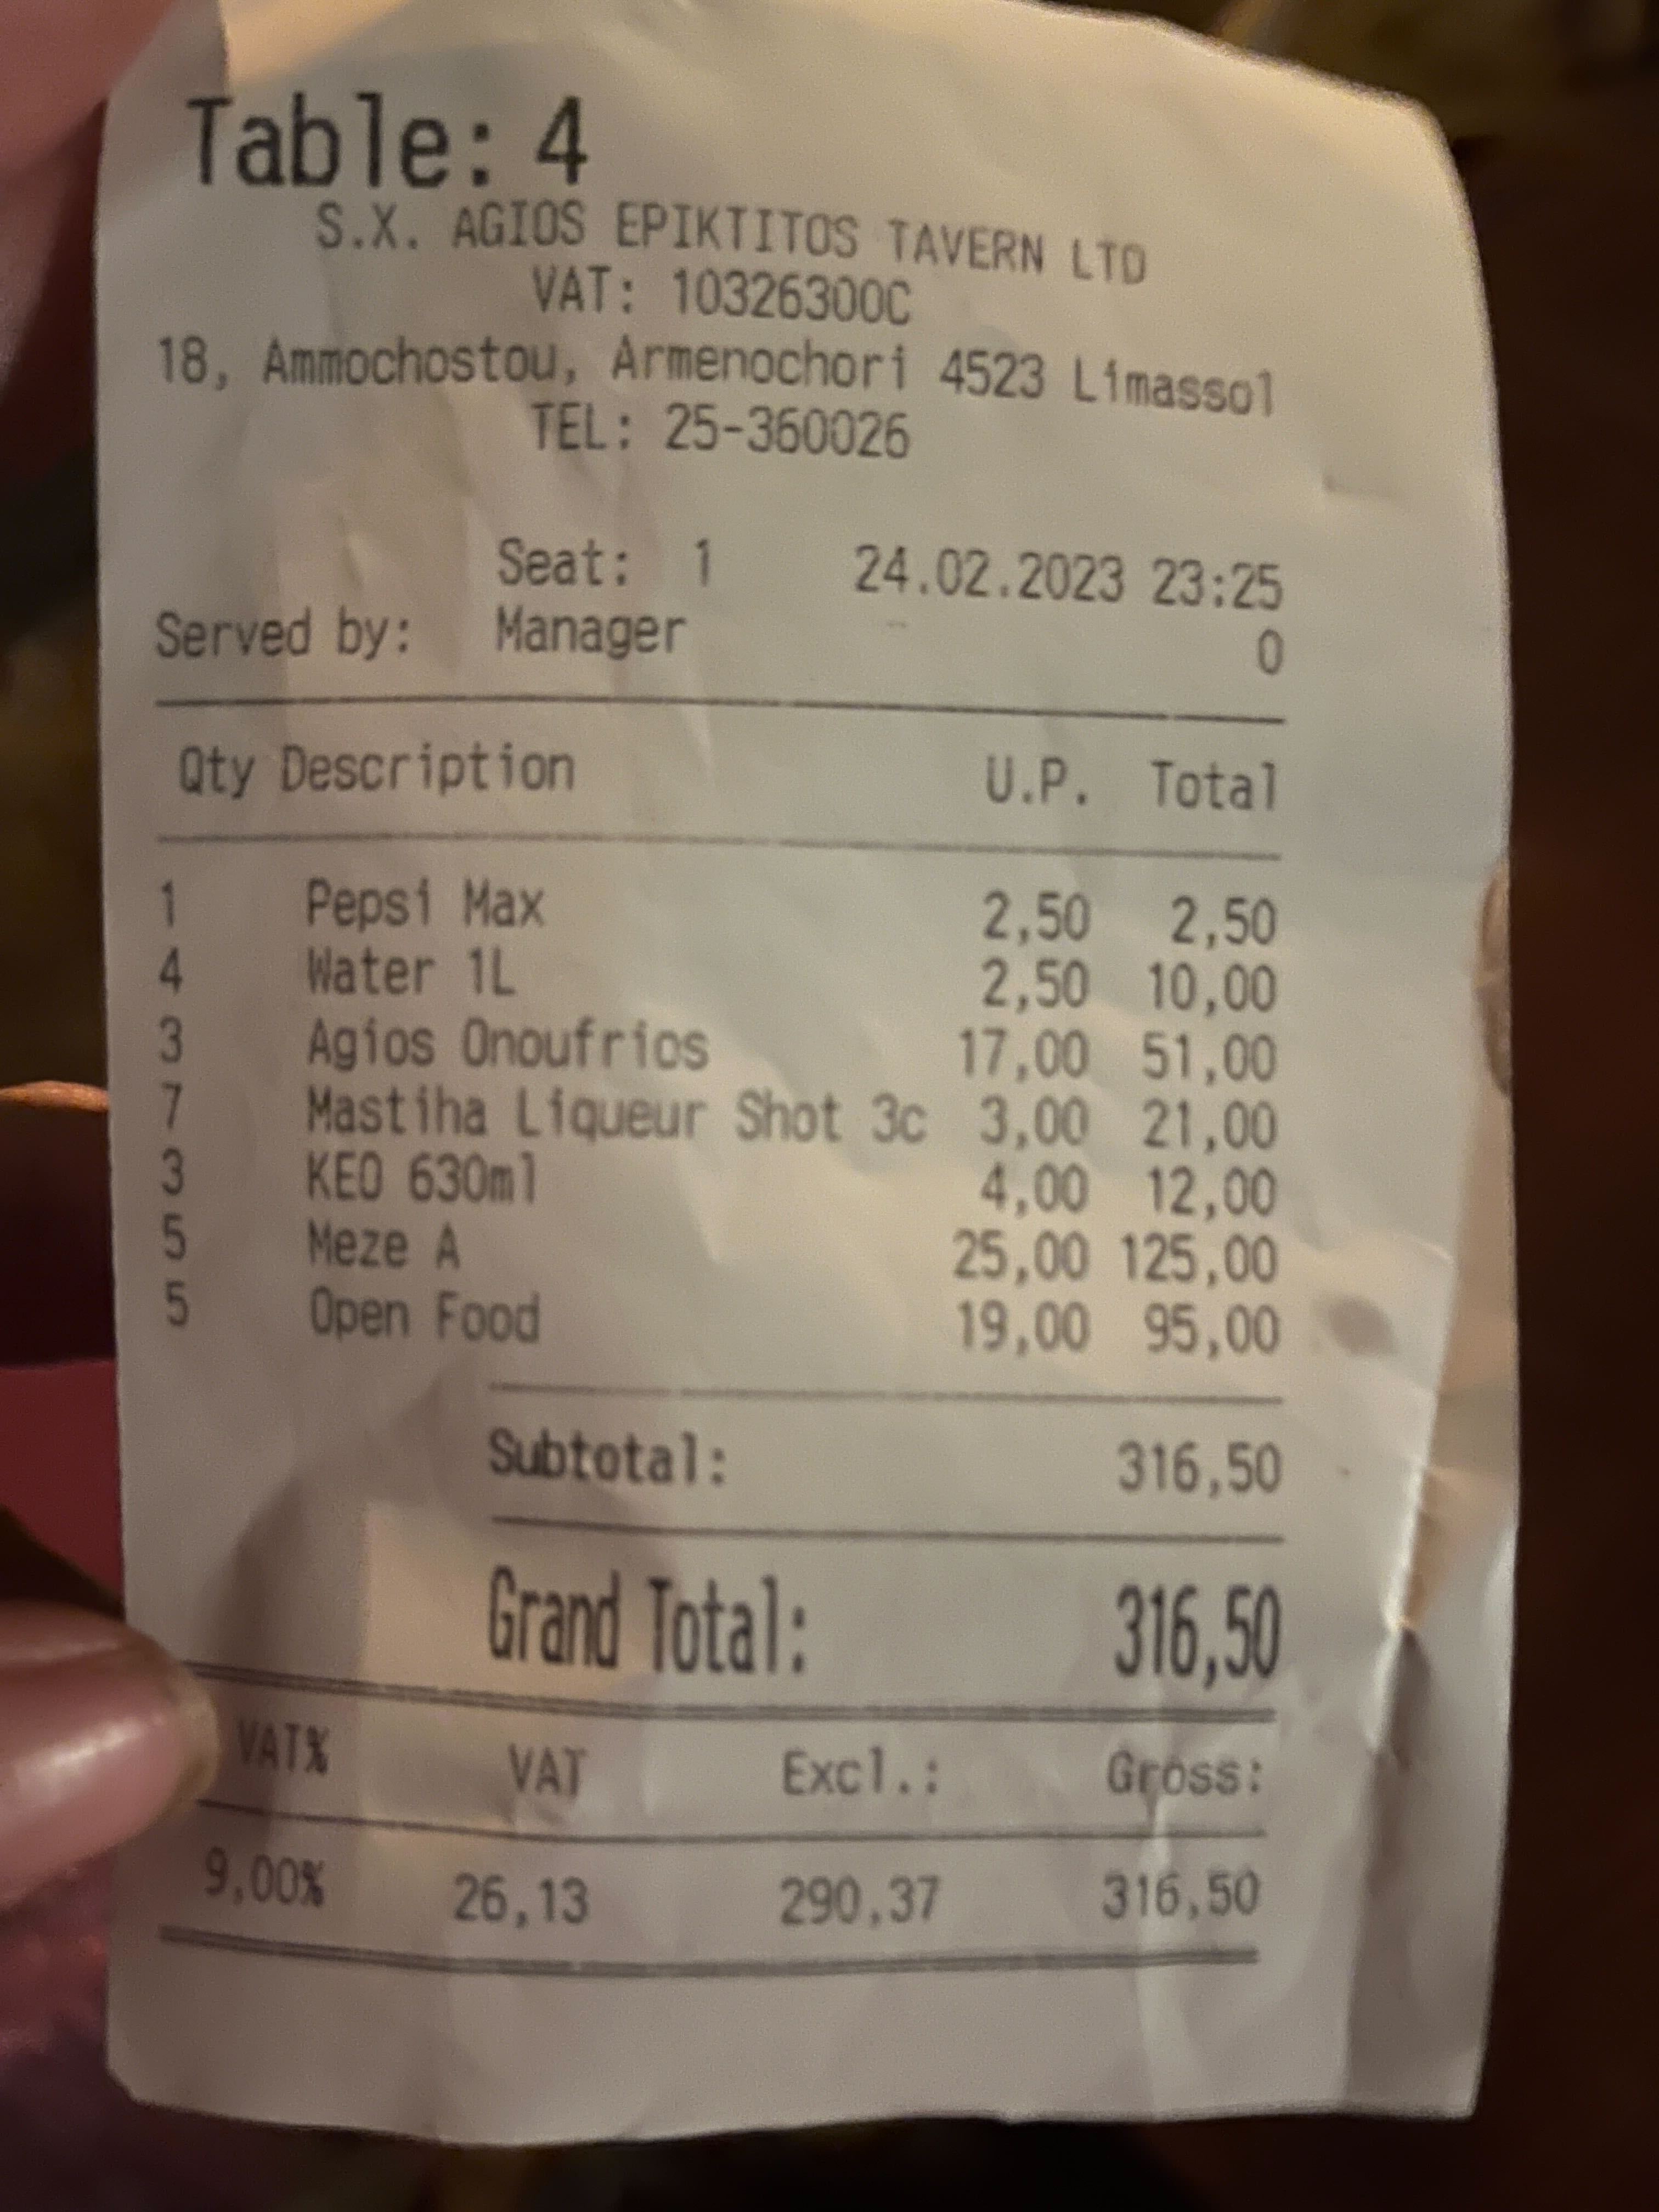 Table: 4
S.X. AGIOS EPIKTITOS TAVERN LTD
VAT: 10326300C
18, Ammochostou, Armenochori 4523 Limassol
TEL: 25-360026
Seat: 1 24.02.2023 23:25
Served by: Manager 0
Qty Description U.P. Total
1 Pepsi Max 2,50 2,50
4 Water 1L 2,50 10,00
3 Agios Onoufrios 17,00 51,00
7 Mastiha Liqueur Shot 3c 3,00 21,00
3 KEO 630ml 4,00 12,00
5 Meze A 25,00 125,00
5 Open Food 19,00 95,00
Subtotal: 316,50
Grand Total: 316,50
VAT% VAT Excl.: Gross:
9,00% 26,13 290,37 316,50